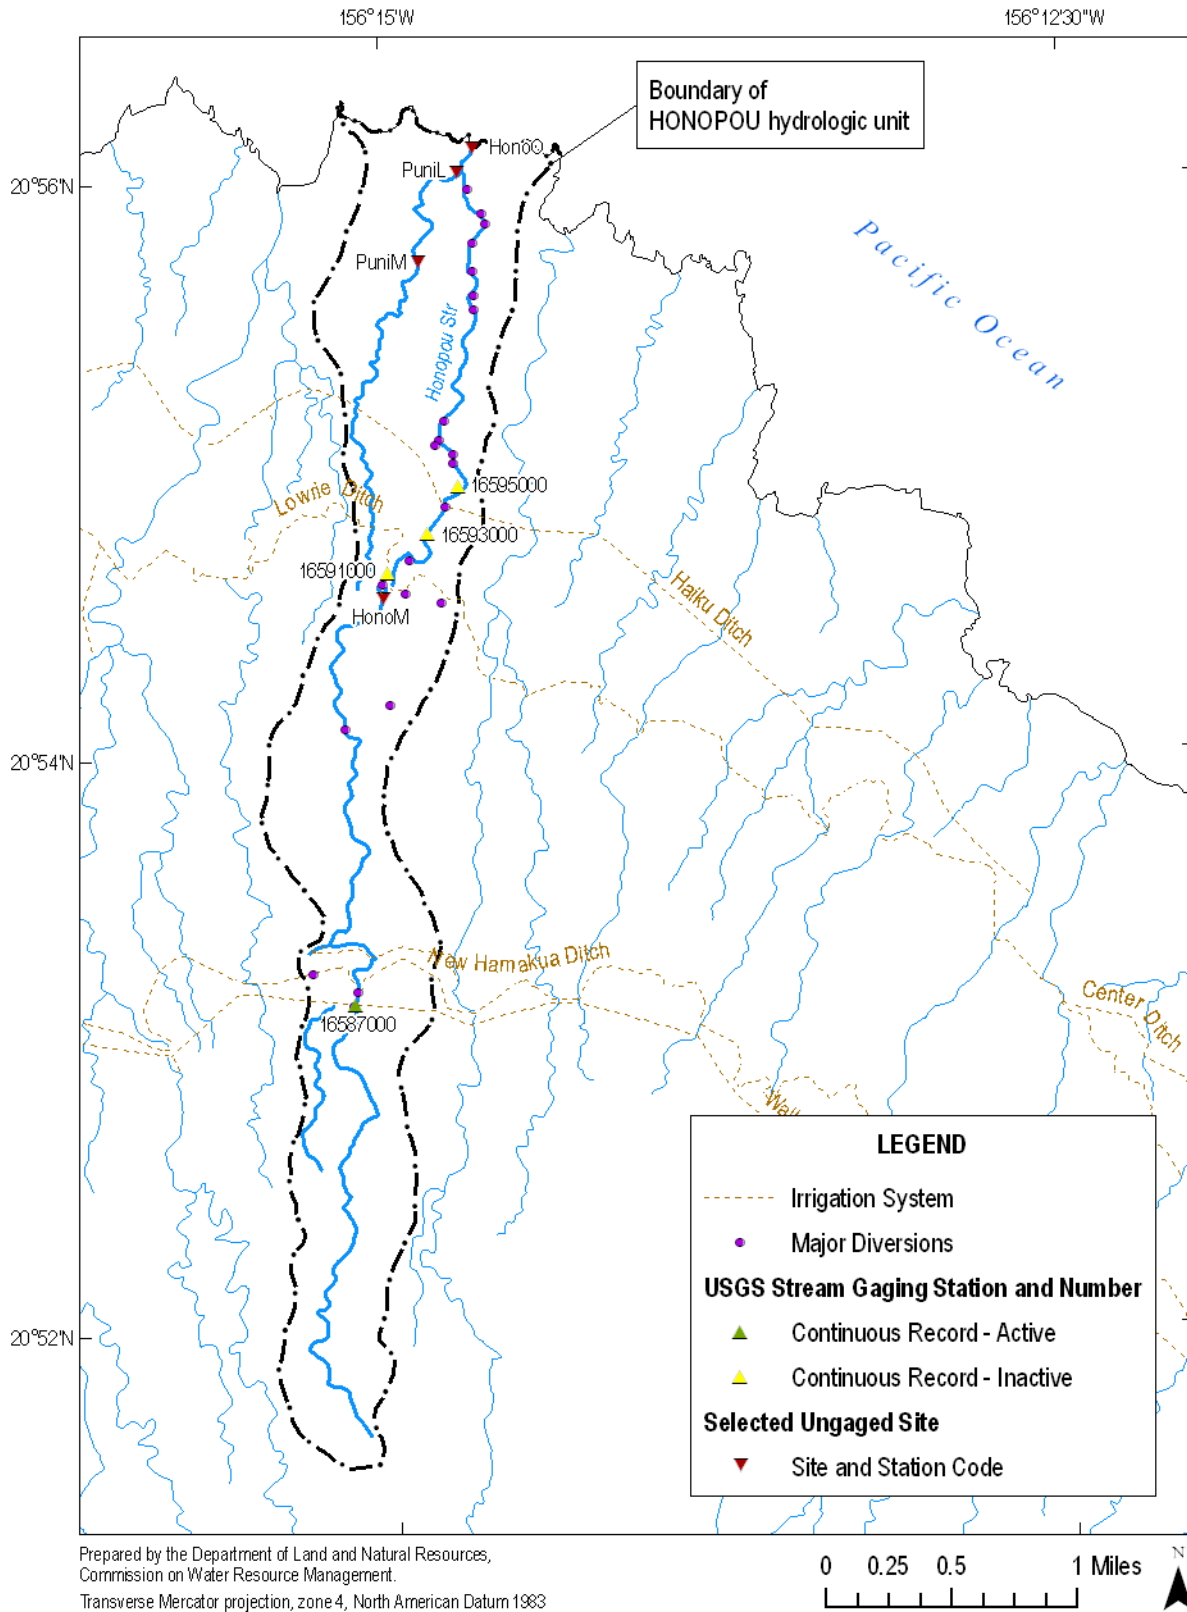 156°15'W
156°12'30"W
Boundary of
HONOPOU hydrologic unit
20°56'N
PuniL
PuniM
Honopou Str
Pacific Ocean
Lowrie Ditch
16595000
16593000
16591000
HonoM
Haiku Ditch
20°54'N
New Hamakua Ditch
16587000
Center Ditch
20°52'N
LEGEND
Irrigation System
Major Diversions
USGS Stream Gaging Station and Number
Continuous Record - Active
Continuous Record - Inactive
Selected Ungaged Site
Site and Station Code
Prepared by the Department of Land and Natural Resources,
Commission on Water Resource Management.
Transverse Mercator projection, zone 4, North American Datum 1983
0 0.25 0.5 1 Miles
N